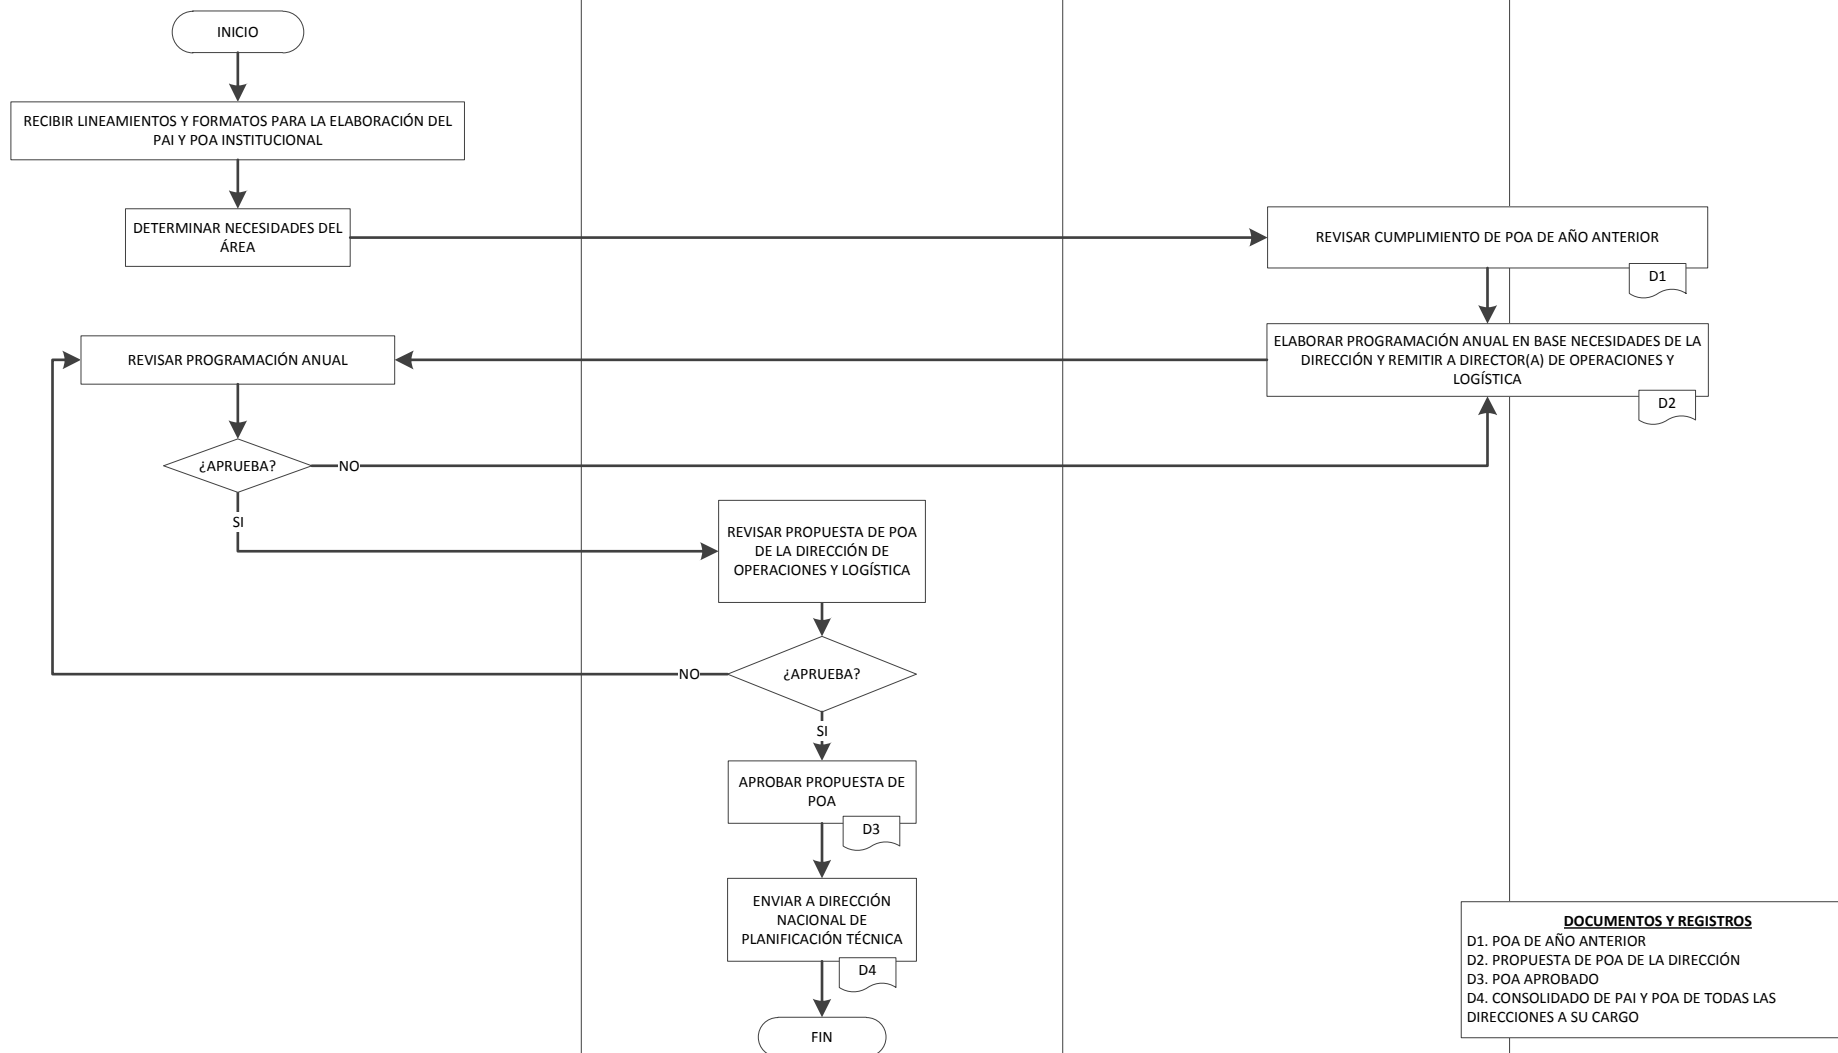 INICIO
RECIBIR LINEAMIENTOS Y FORMATOS PARA LA ELABORACIÓN DEL
PAI Y POA INSTITUCIONAL
DETERMINAR NECESIDADES DEL
ÁREA
REVISAR CUMPLIMIENTO DE POA DE AÑO ANTERIOR
D1
ELABORAR PROGRAMACIÓN ANUAL EN BASE NECESIDADES DE LA
DIRECCIÓN Y REMITIR A DIRECTOR(A) DE OPERACIONES Y
LOGÍSTICA
D2
REVISAR PROGRAMACIÓN ANUAL
¿APRUEBA?
NO
SI
REVISAR PROPUESTA DE POA
DE LA DIRECCIÓN DE
OPERACIONES Y LOGÍSTICA
¿APRUEBA?
NO
SI
APROBAR PROPUESTA DE
POA
D3
ENVIAR A DIRECCIÓN
NACIONAL DE
PLANIFICACIÓN TÉCNICA
D4
FIN
DOCUMENTOS Y REGISTROS
D1. POA DE AÑO ANTERIOR
D2. PROPUESTA DE POA DE LA DIRECCIÓN
D3. POA APROBADO
D4. CONSOLIDADO DE PAI Y POA DE TODAS LAS
DIRECCIONES A SU CARGO